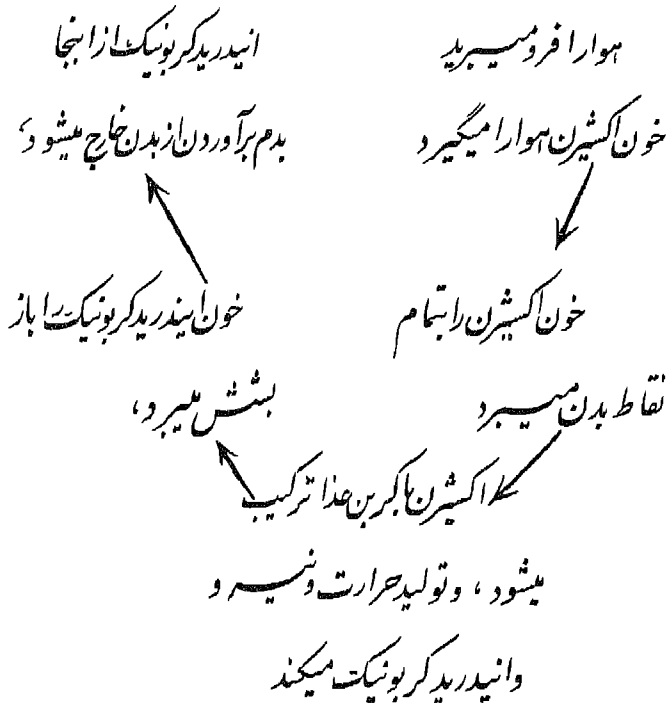 هوا را فرو میبرید
خون اکسیژن هوا را میگیرد
خون اکسیژن را بتمام
نقاط بدن میبرد
اکسیژن با کربن غذا ترکیب
میشود، و تولید حرارت و نیرو
و انیدرید کربونیک میکند
خون انیدرید کربونیک را باز
بشش میبرد،
انیدرید کربونیک از اینجا
بدم برآوردن از بدن خارج میشود،